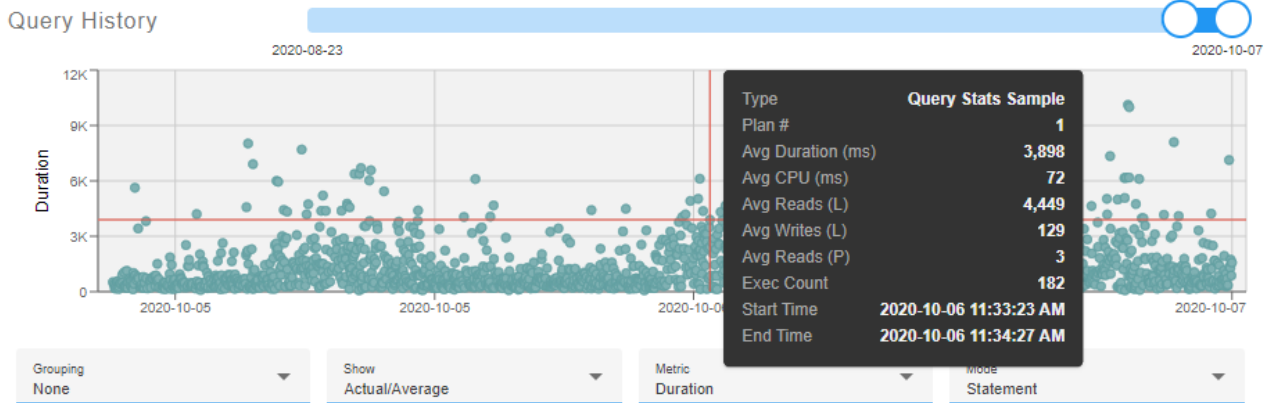 Query History
2020-08-23
2020-10-07
12K
9K
6K
3K
0
Duration
2020-10-05
2020-10-05
2020-10-0
2020-10-07
Type Query Stats Sample
Plan # 1
Avg Duration (ms) 3,898
Avg CPU (ms) 72
Avg Reads (L) 4,449
Avg Writes (L) 129
Avg Reads (P) 3
Exec Count 182
Start Time 2020-10-06 11:33:23 AM
End Time 2020-10-06 11:34:27 AM
Grouping
None
Show
Actual/Average
Metric
Duration
Mode
Statement